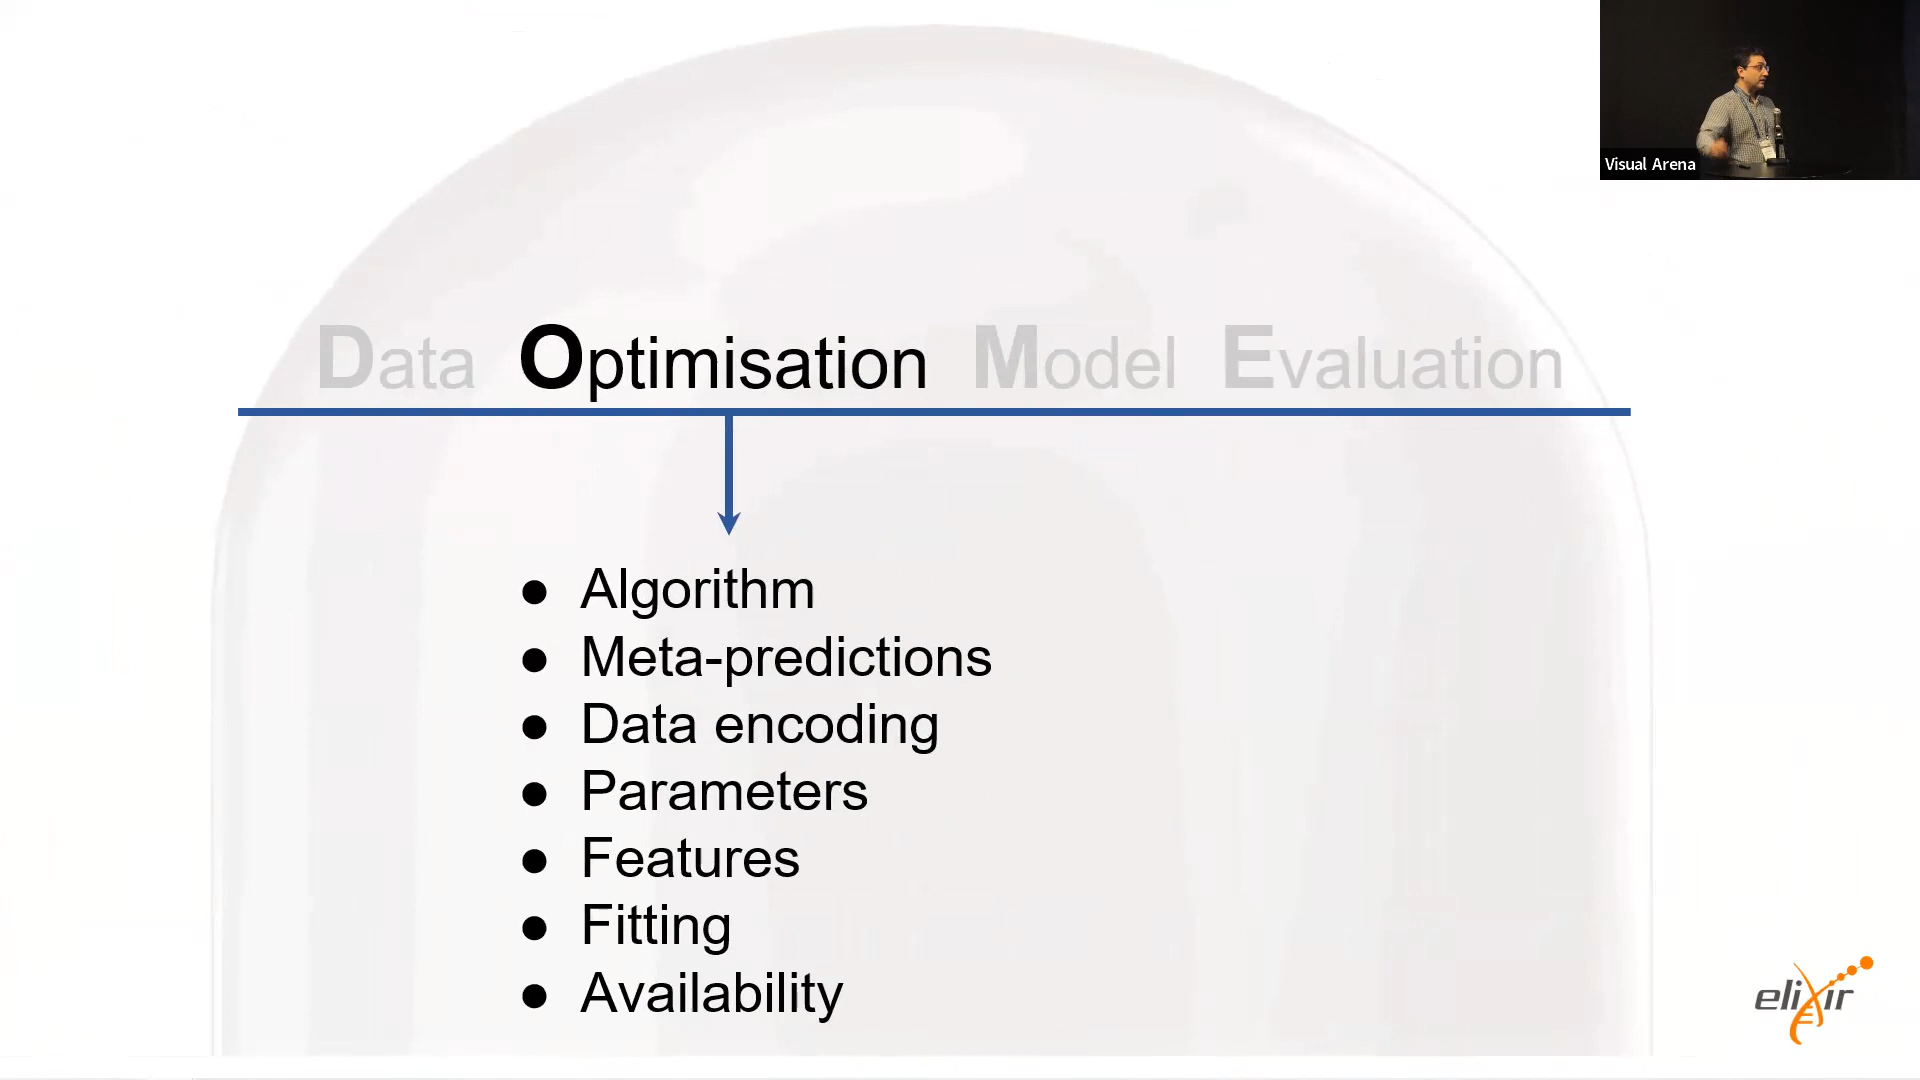 Data Optimisation Model Evaluation
● Algorithm
● Meta-predictions
● Data encoding
● Parameters
● Features
● Fitting
● Availability
Visual Arena
elixir